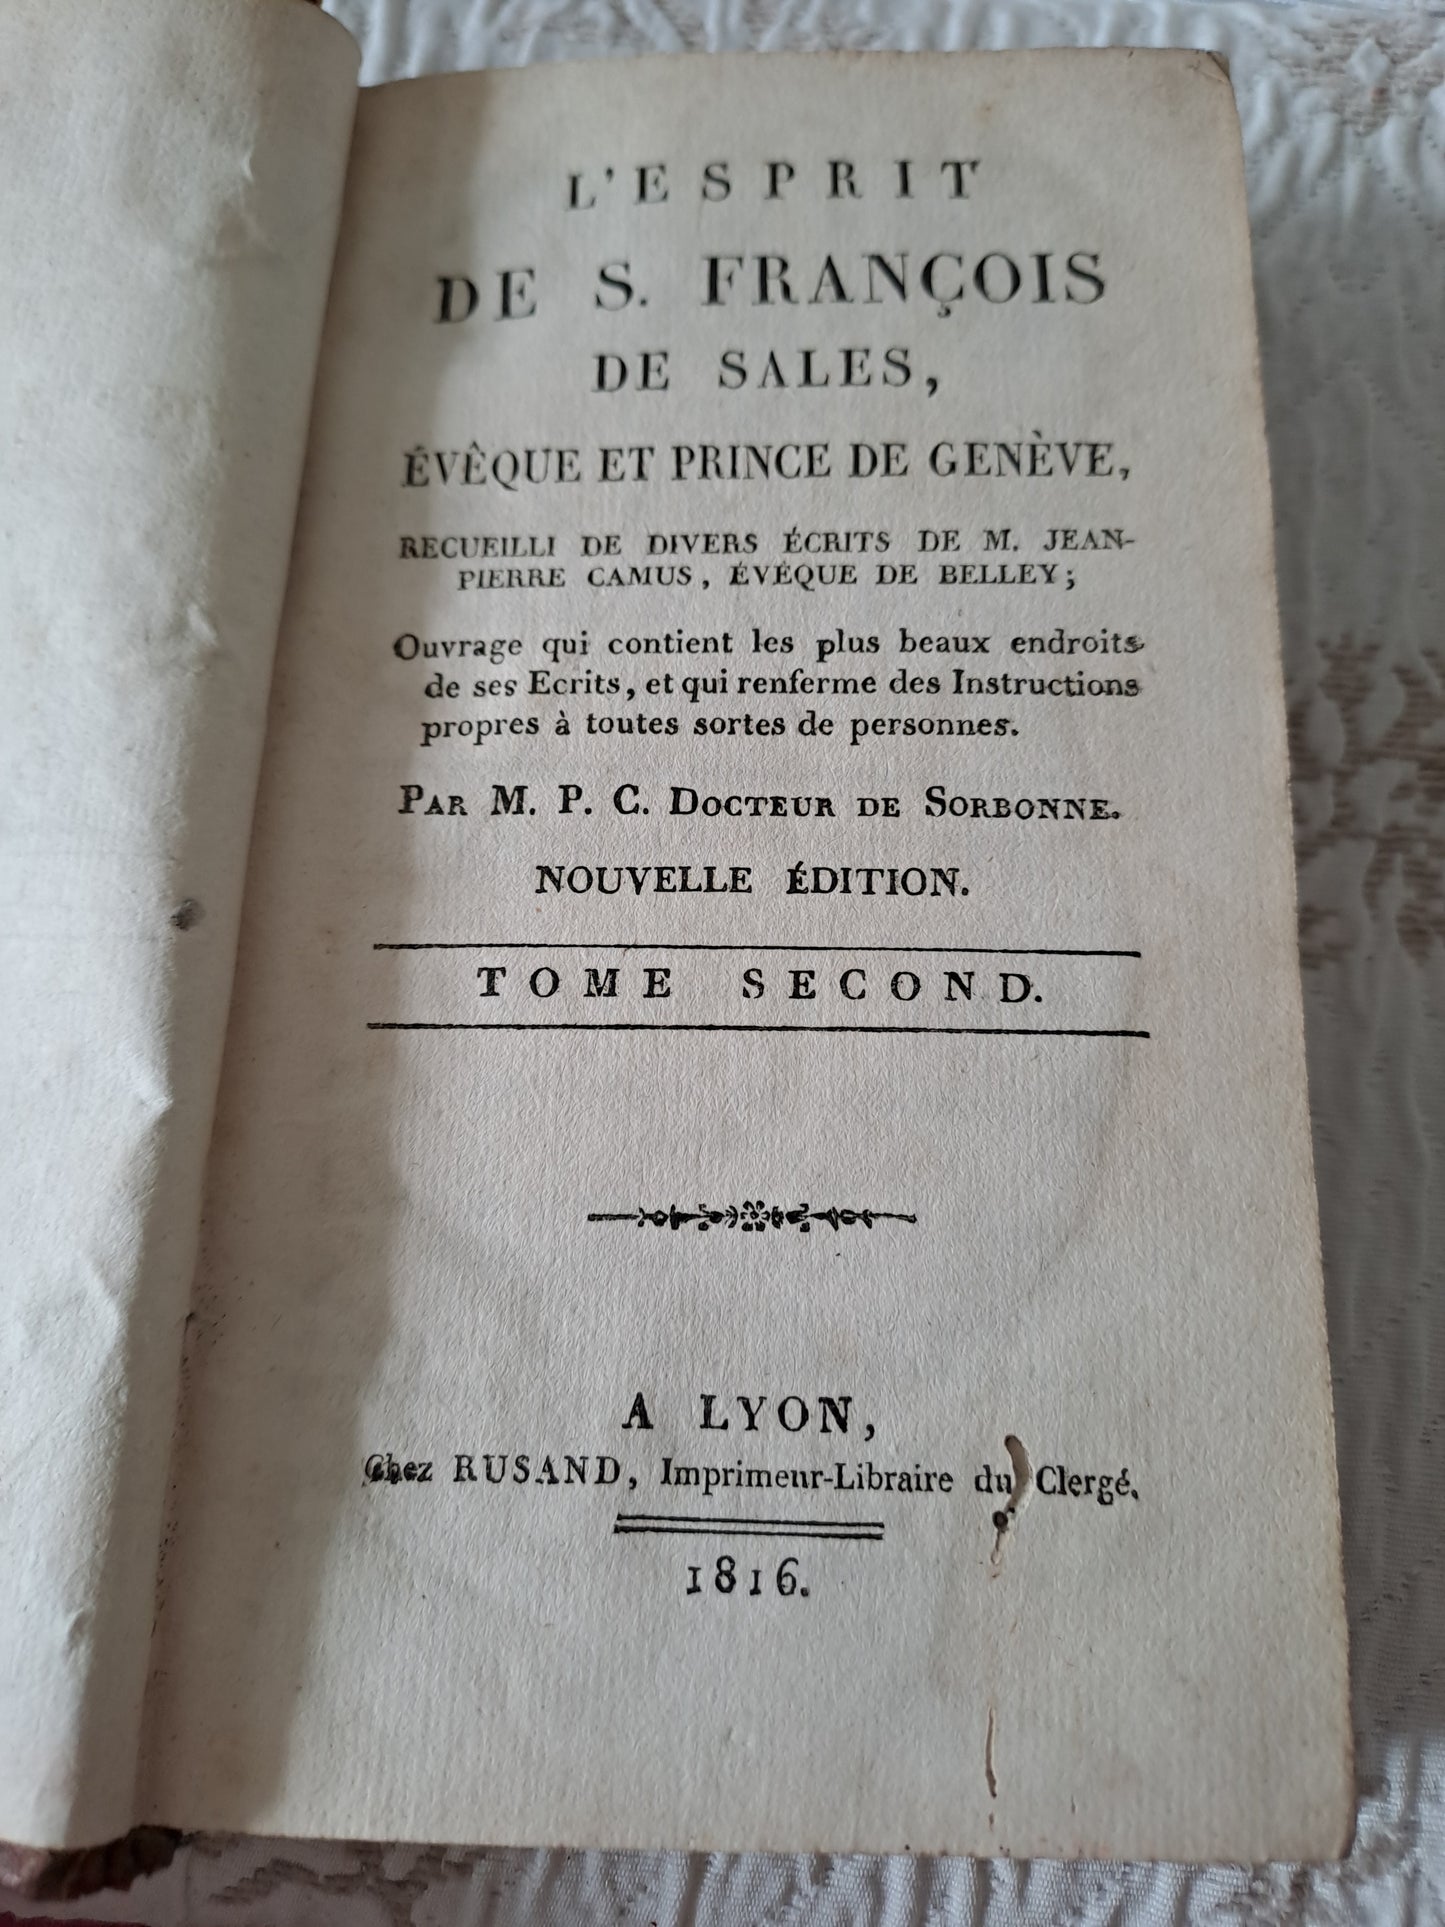 L'ESPRIT
DE S. FRANÇOIS
DE SALES,
ÉVÊQUE ET PRINCE DE GENÈVE,
RECUEILLI DE DIVERS ÉCRITS DE M. JEAN-
PIERRE CAMUS, ÉVÊQUE DE BELLEY;
Ouvrage qui contient les plus beaux endroits
de ses Ecrits, et qui renferme des Instructions
propres à toutes sortes de personnes.
PAR M. P. C. DOCTEUR DE SORBONNE.
NOUVELLE ÉDITION.
TOME SECOND.
A LYON,
Chez RUSAND, Imprimeur-Libraire du Clergé.
1816.